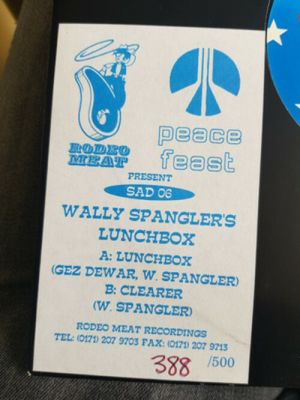 RODEO
MEAT
peace
feast
PRESENT
SAD 06
WALLY SPANGLER'S
LUNCHBOX
A: LUNCHBOX
(GEZ DEWAR, W. SPANGLER)
B: CLEARER
(W. SPANGLER)
RODEO MEAT RECORDINGS
TEL: (0171) 207 9703 FAX: (0171) 207 9713
388 /500